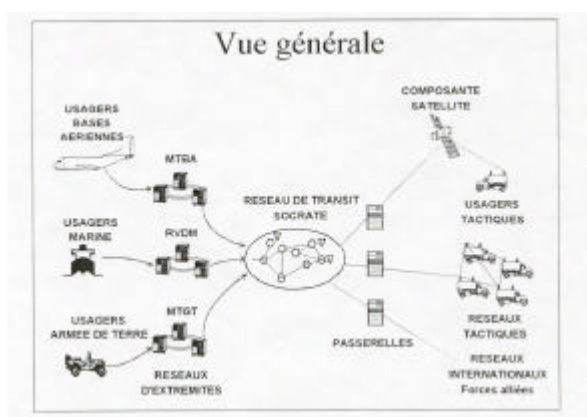 Vue générale
USAGERS
BASES
AERIENNES
MTBA
USAGERS
MARINE
RVDM
USAGERS
ARMEE DE TERRE
MTGT
RESEAUX
D'EXTREMITES
RESEAU DE TRANSIT
SOCRATE
COMPOSANTE
SATELLITE
USAGERS
TACTIQUES
RESEAUX
TACTIQUES
PASSERELLES
RESEAUX
INTERNATIONAUX
Forces alliées